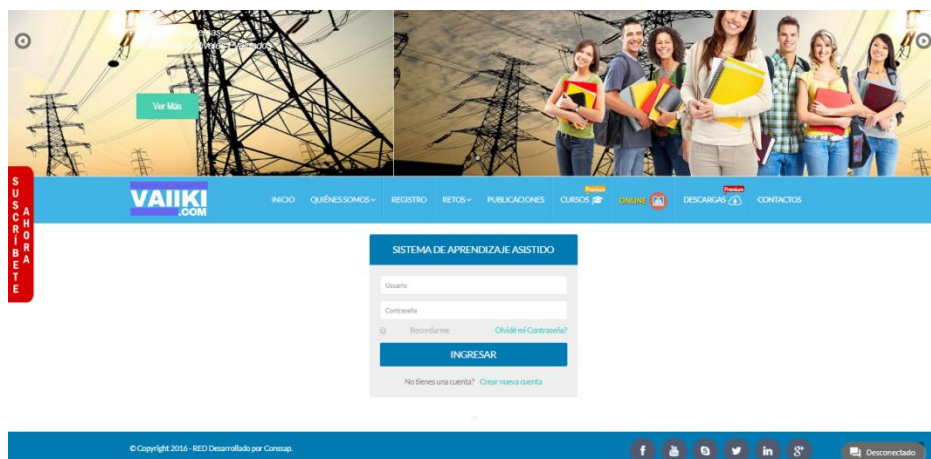 Ver Más
SUSCRÍBETE
AHORA
VAIIKI
.COM
INICIO
QUIÉNES SOMOS
REGISTRO
RETOS
PUBLICACIONES
Premium
CURSOS
ONLINE
Premium
DESCARGAS
CONTACTOS
SISTEMA DE APRENDIZAJE ASISTIDO
Usuario
Contraseña
Recordarme
Olvidé mi Contraseña?
INGRESAR
No tienes una cuenta? Crear nueva cuenta
© Copyright 2016 - RED Desarrollado por Conssap.
Desconectado